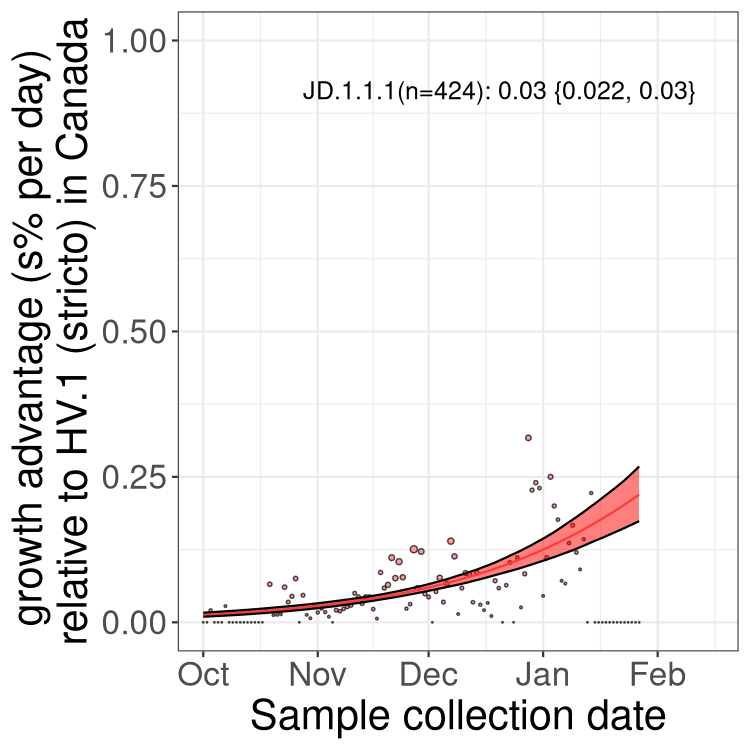 growth advantage (s% per day)
relative to HV.1 (stricto) in Canada
1.00
JD.1.1.1(n=424): 0.03 {0.022, 0.03}
0.75
0.50
0.25
0.00
Oct Nov Dec Jan Feb
Sample collection date